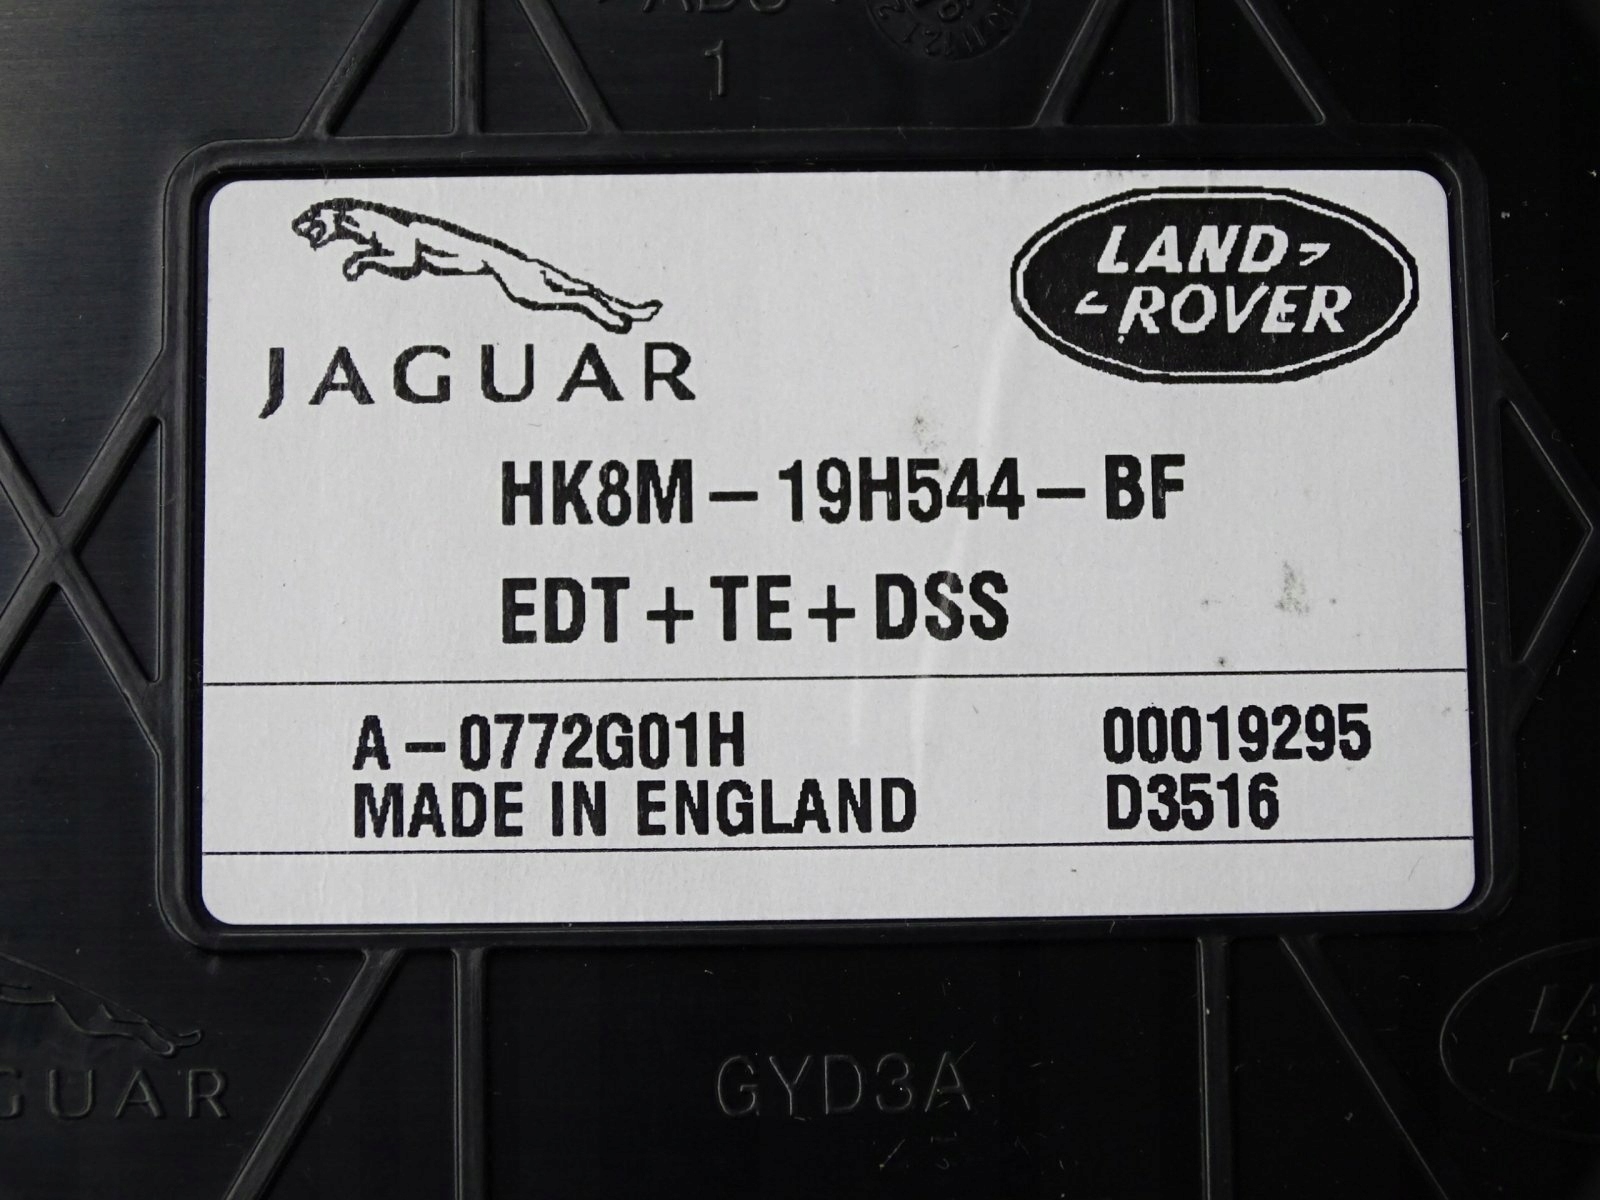 1
JAGUAR
LAND
ROVER
HK8M-19H544-BF
EDT+TE+DSS
A-0772G01H
00019295
MADE IN ENGLAND
D3516
GUAR
GYD3A